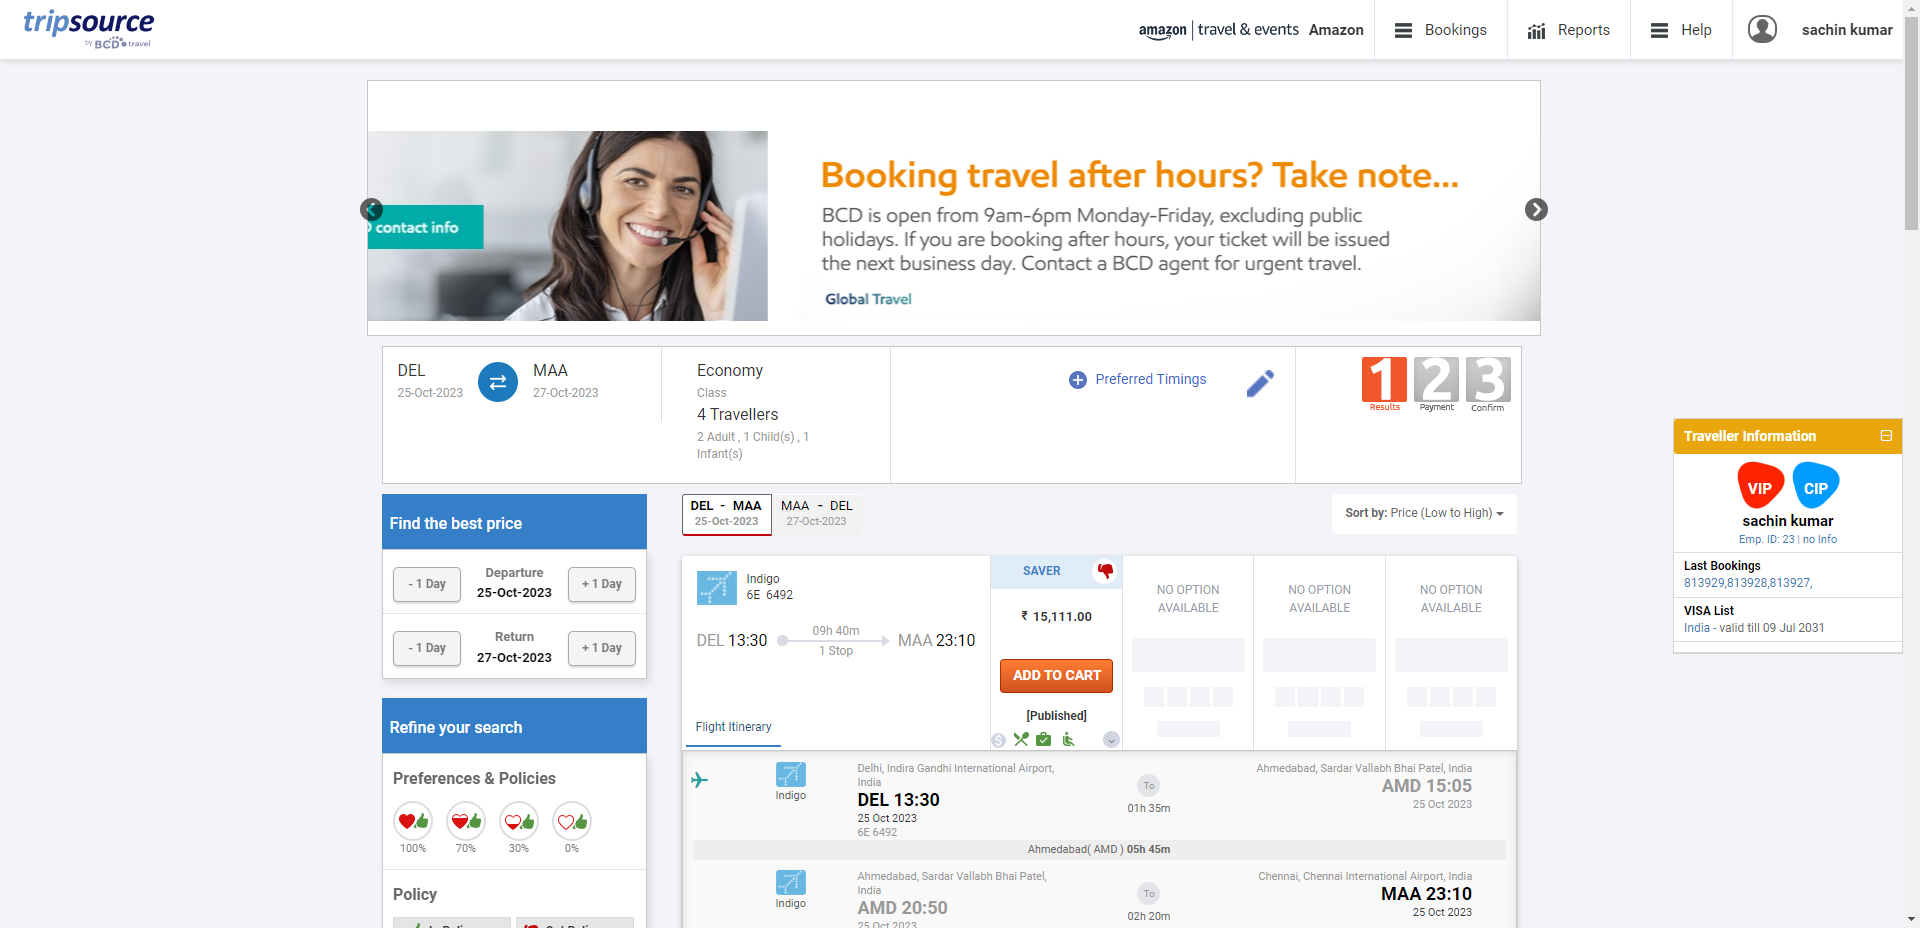 tripsource
by BCD travel
amazon | travel & events Amazon
Bookings
Reports
Help
sachin kumar
contact info
Booking travel after hours? Take note...
BCD is open from 9am-6pm Monday-Friday, excluding public
holidays. If you are booking after hours, your ticket will be issued
the next business day. Contact a BCD agent for urgent travel.
Global Travel
DEL
25-Oct-2023
MAA
27-Oct-2023
Economy
Class
4 Travellers
2 Adult , 1 Child(s) , 1
Infant(s)
Preferred Timings
1 2 3
Results Payment Confirm
Traveller Information
VIP CIP
sachin kumar
Emp. ID: 23 | no Info
Last Bookings
813929,813928,813927,
VISA List
India - valid till 09 Jul 2031
Find the best price
- 1 Day
Departure
25-Oct-2023
+ 1 Day
- 1 Day
Return
27-Oct-2023
+ 1 Day
Refine your search
Preferences & Policies
100% 70% 30% 0%
Policy
DEL - MAA
25-Oct-2023
MAA - DEL
27-Oct-2023
Sort by: Price (Low to High)
Indigo
6E 6492
DEL 13:30
09h 40m
1 Stop
MAA 23:10
Flight Itinerary
SAVER
₹ 15,111.00
ADD TO CART
[Published]
NO OPTION
AVAILABLE
NO OPTION
AVAILABLE
NO OPTION
AVAILABLE
Indigo
Delhi, Indira Gandhi International Airport,
India
DEL 13:30
25 Oct 2023
6E 6492
To
01h 35m
Ahmedabad, Sardar Vallabh Bhai Patel, India
AMD 15:05
25 Oct 2023
Ahmedabad( AMD ) 05h 45m
Indigo
Ahmedabad, Sardar Vallabh Bhai Patel,
India
AMD 20:50
25 Oct 2023
To
02h 20m
Chennai, Chennai International Airport, India
MAA 23:10
25 Oct 2023